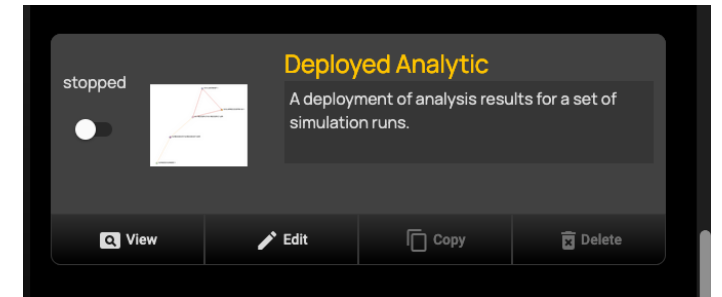 stopped
Deployed Analytic
A deployment of analysis results for a set of
simulation runs.
View
Edit
Copy
Delete